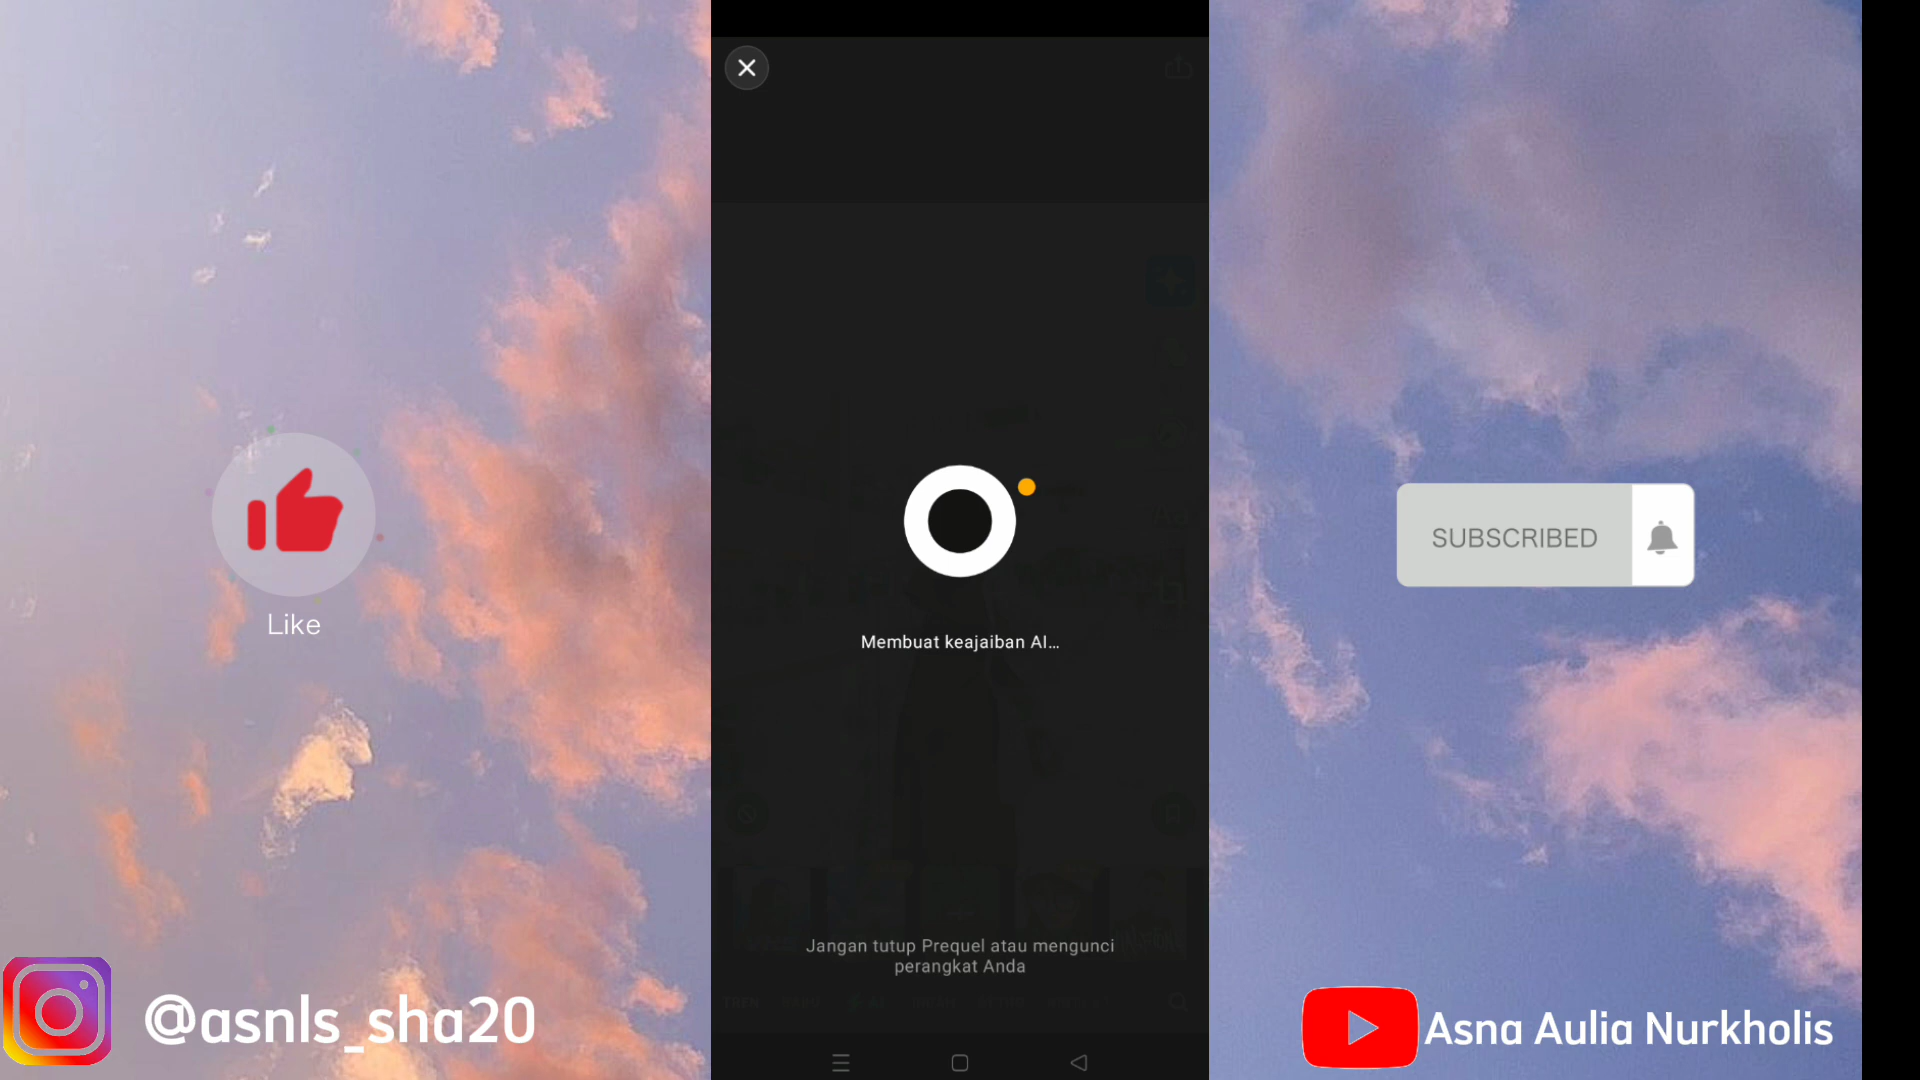 Like
Membuat keajaiban AI...
SUBSCRIBED
Jangan tutup Prequel atau mengunci
perangkat Anda
@asnls_sha20
Asna Aulia Nurkholis